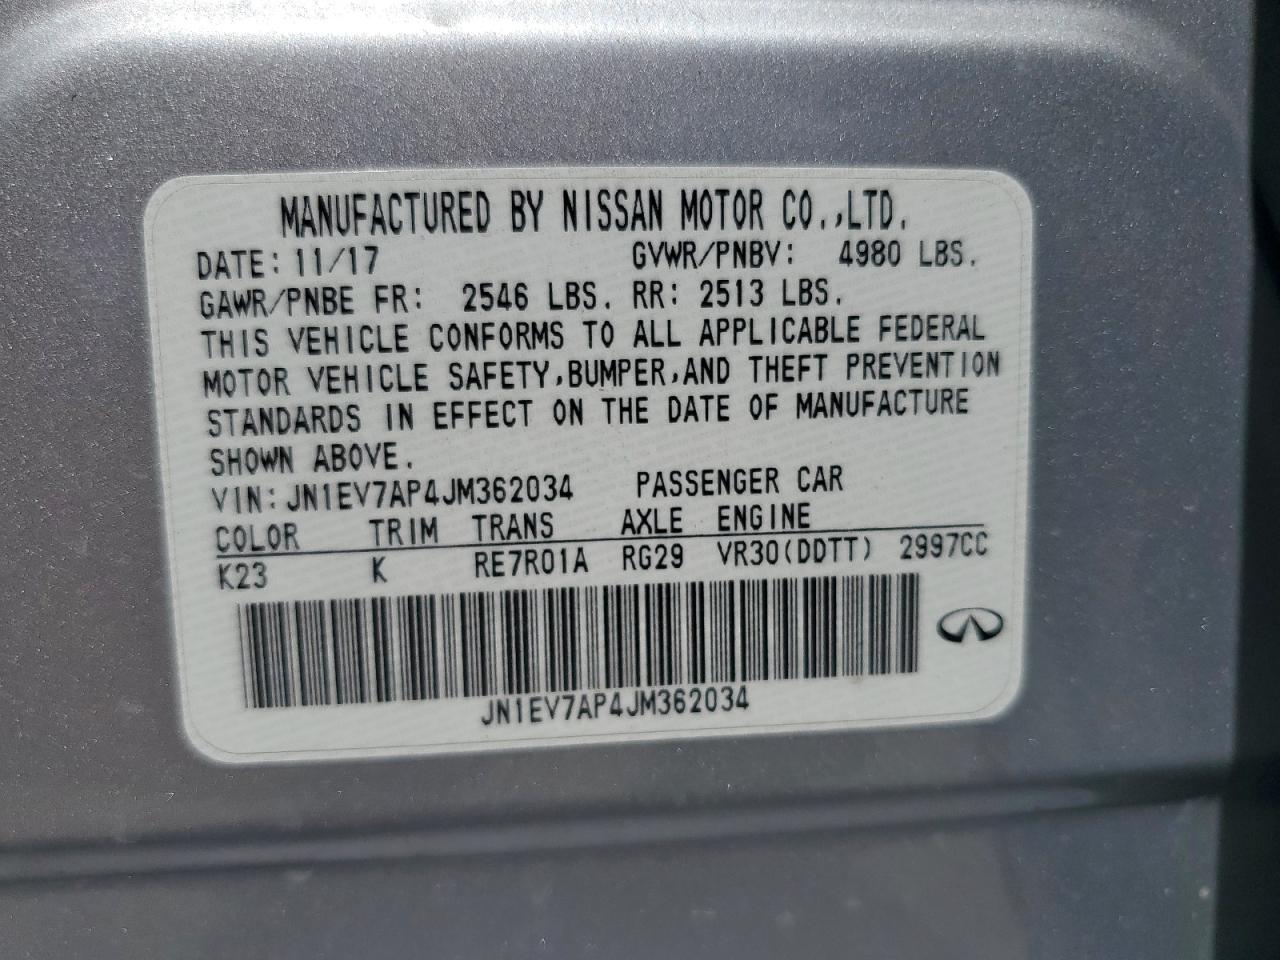 MANUFACTURED BY NISSAN MOTOR CO.,LTD.
DATE: 11/17 GVWR/PNBV: 4980 LBS.
GAWR/PNBE FR: 2546 LBS. RR: 2513 LBS.
THIS VEHICLE CONFORMS TO ALL APPLICABLE FEDERAL
MOTOR VEHICLE SAFETY,BUMPER,AND THEFT PREVENTION
STANDARDS IN EFFECT ON THE DATE OF MANUFACTURE
SHOWN ABOVE.
VIN: JN1EV7AP4JM362034 PASSENGER CAR
COLOR TRIM TRANS AXLE ENGINE
K23 K RE7R01A RG29 VR30(DDTT) 2997CC
JN1EV7AP4JM362034